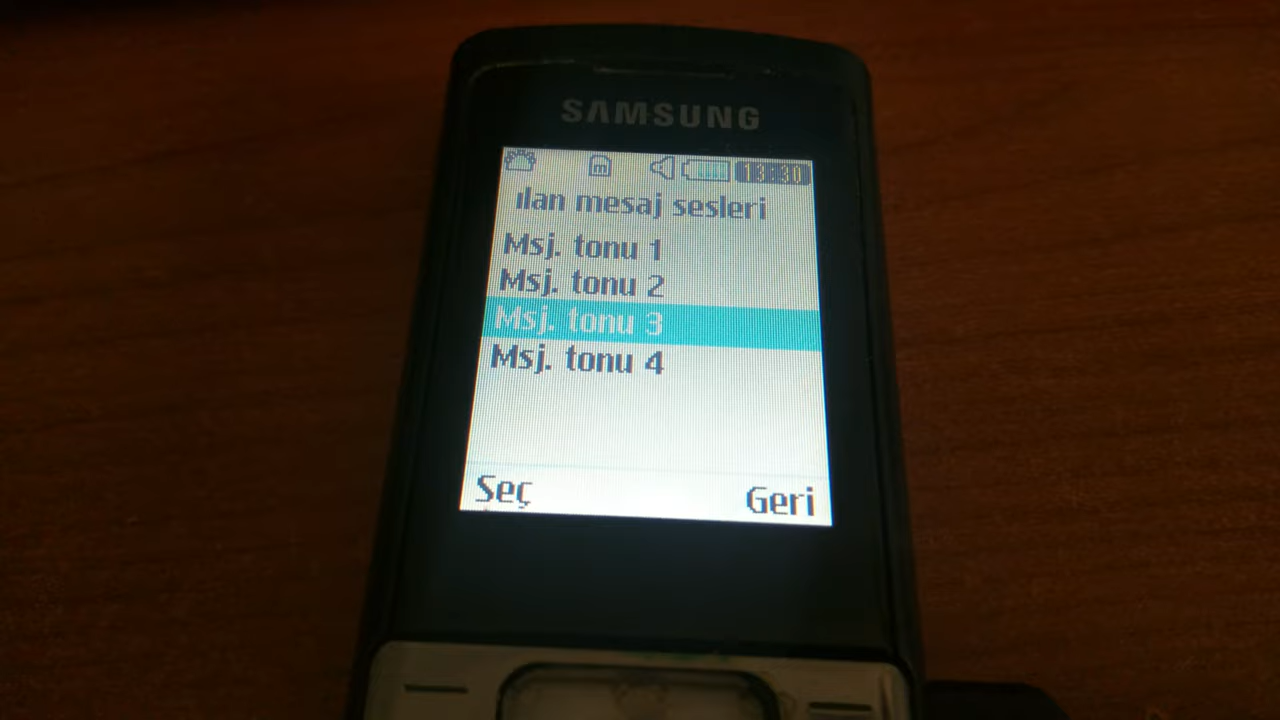 SAMSUNG
13:30
ılan mesaj sesleri
Msj. tonu 1
Msj. tonu 2
Msj. tonu 3
Msj. tonu 4
Seç
Geri